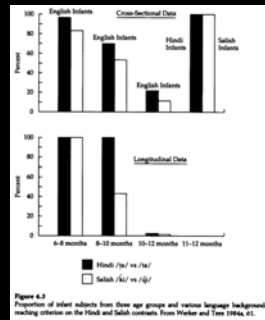 English Infants
Cross-Sectional Data
100
80
60
40
20
0
Percent
English Infants
English Infants
Hindi
Infants
Salish
Infants
Longitudinal Data
100
80
60
40
20
0
Percent
6-8 months
8-10 months
10-12 months
11-12 months
Hindi /ʈa/ vs /ta/
Salish /k̓i/ vs /q̓i/
Figure 4.3
Proportion of infant subjects from three age groups and various language background
reaching criterion on the Hindi and Salish contrasts. From Werker and Tees 1984a, 61.